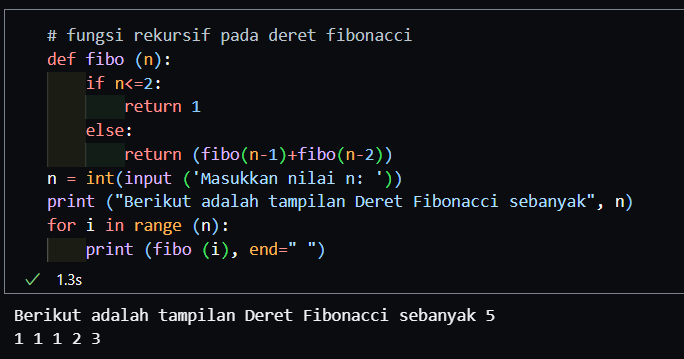 # fungsi rekursif pada deret fibonacci
def fibo (n):
    if n<=2:
        return 1
    else:
        return (fibo(n-1)+fibo(n-2))
n = int(input ('Masukkan nilai n: '))
print ("Berikut adalah tampilan Deret Fibonacci sebanyak", n)
for i in range (n):
    print (fibo (i), end=" ")
1.3s
Berikut adalah tampilan Deret Fibonacci sebanyak 5
1 1 1 2 3